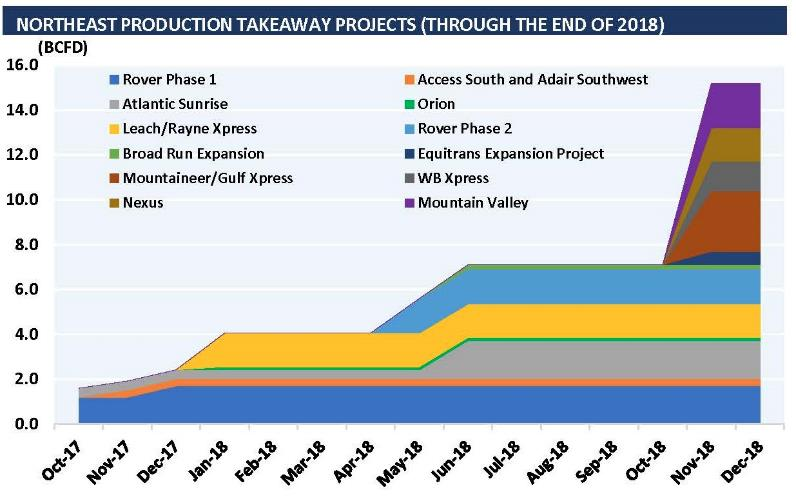 NORTHEAST PRODUCTION TAKEAWAY PROJECTS (THROUGH THE END OF 2018)
(BCFD)
16.0
14.0
12.0
10.0
8.0
6.0
4.0
2.0
0.0
Rover Phase 1
Access South and Adair Southwest
Atlantic Sunrise
Orion
Leach/Rayne Xpress
Rover Phase 2
Broad Run Expansion
Equitrans Expansion Project
Mountaineer/Gulf Xpress
WB Xpress
Nexus
Mountain Valley
Oct-17
Nov-17
Dec-17
Jan-18
Feb-18
Mar-18
Apr-18
May-18
Jun-18
Jul-18
Aug-18
Sep-18
Oct-18
Nov-18
Dec-18